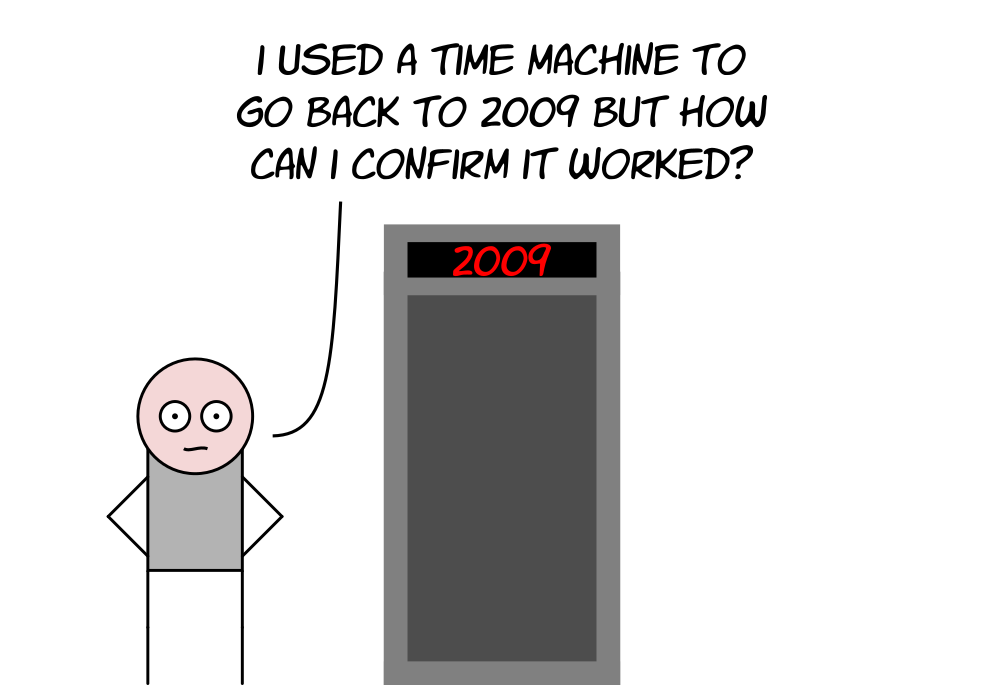 I USED A TIME MACHINE TO
GO BACK TO 2009 BUT HOW
CAN I CONFIRM IT WORKED?
2009